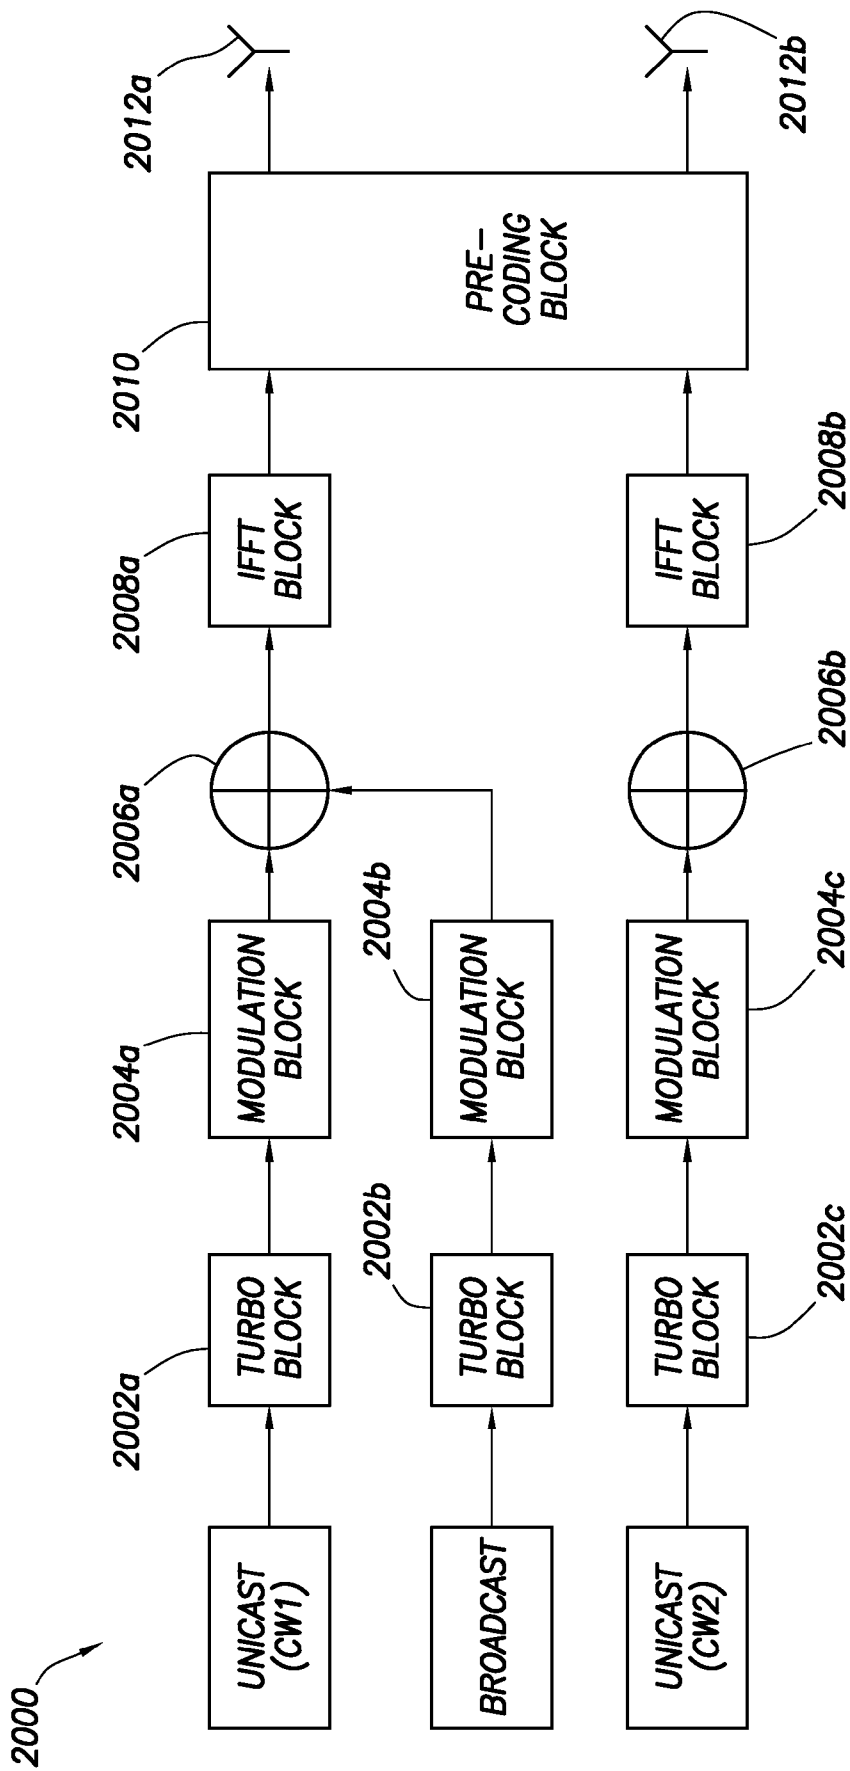 2000
UNICAST
(CW1)
2002a
TURBO
BLOCK
2004a
MODULATION
BLOCK
2006a
2008a
IFFT
BLOCK
2010
PRE-
CODING
BLOCK
2012a
BROADCAST
2002b
TURBO
BLOCK
2004b
MODULATION
BLOCK
UNICAST
(CW2)
TURBO
BLOCK
2002c
MODULATION
BLOCK
2004c
2006b
IFFT
BLOCK
2008b
2012b